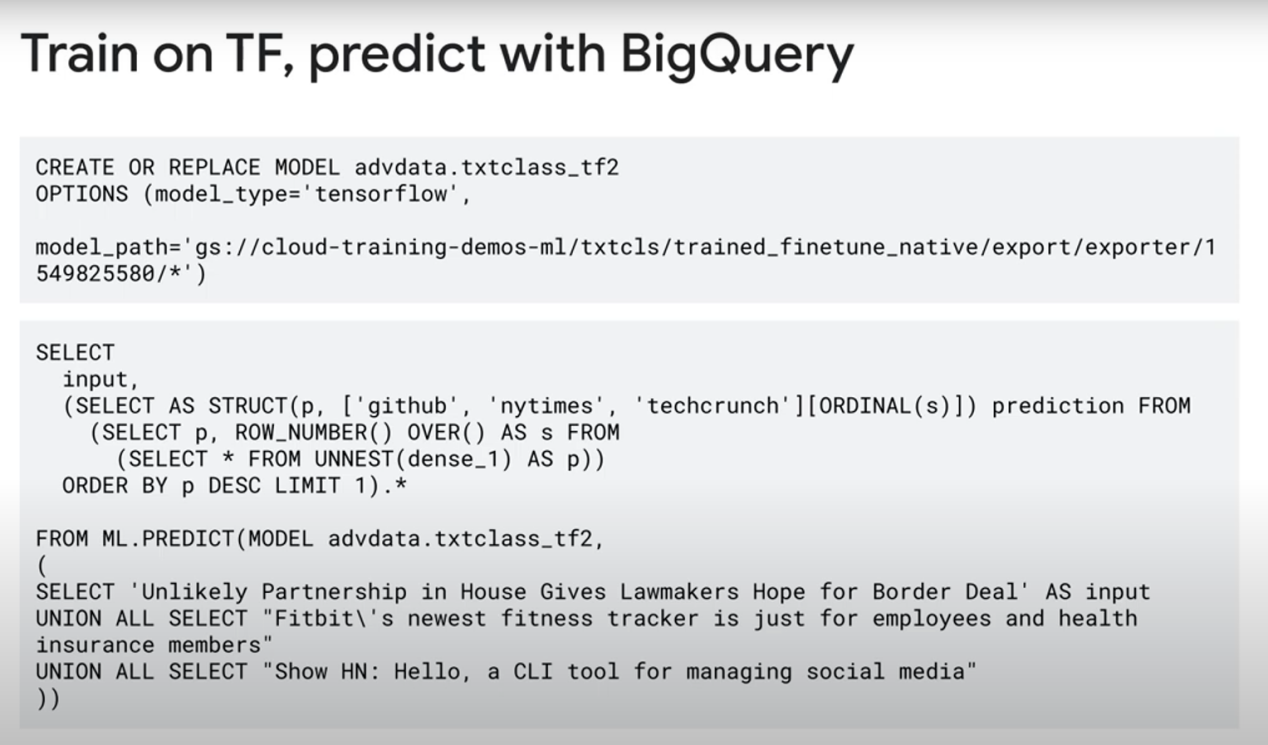 Train on TF, predict with BigQuery
CREATE OR REPLACE MODEL advdata.txtclass_tf2
OPTIONS (model_type='tensorflow',
model_path='gs://cloud-training-demos-ml/txtcls/trained_finetune_native/export/exporter/1
549825580/*')
SELECT
  input,
  (SELECT AS STRUCT(p, ['github', 'nytimes', 'techcrunch'][ORDINAL(s)]) prediction FROM
    (SELECT p, ROW_NUMBER() OVER() AS s FROM
      (SELECT * FROM UNNEST(dense_1) AS p))
  ORDER BY p DESC LIMIT 1).*
FROM ML.PREDICT(MODEL advdata.txtclass_tf2,
(
SELECT 'Unlikely Partnership in House Gives Lawmakers Hope for Border Deal' AS input
UNION ALL SELECT "Fitbit\'s newest fitness tracker is just for employees and health
insurance members"
UNION ALL SELECT "Show HN: Hello, a CLI tool for managing social media"
))